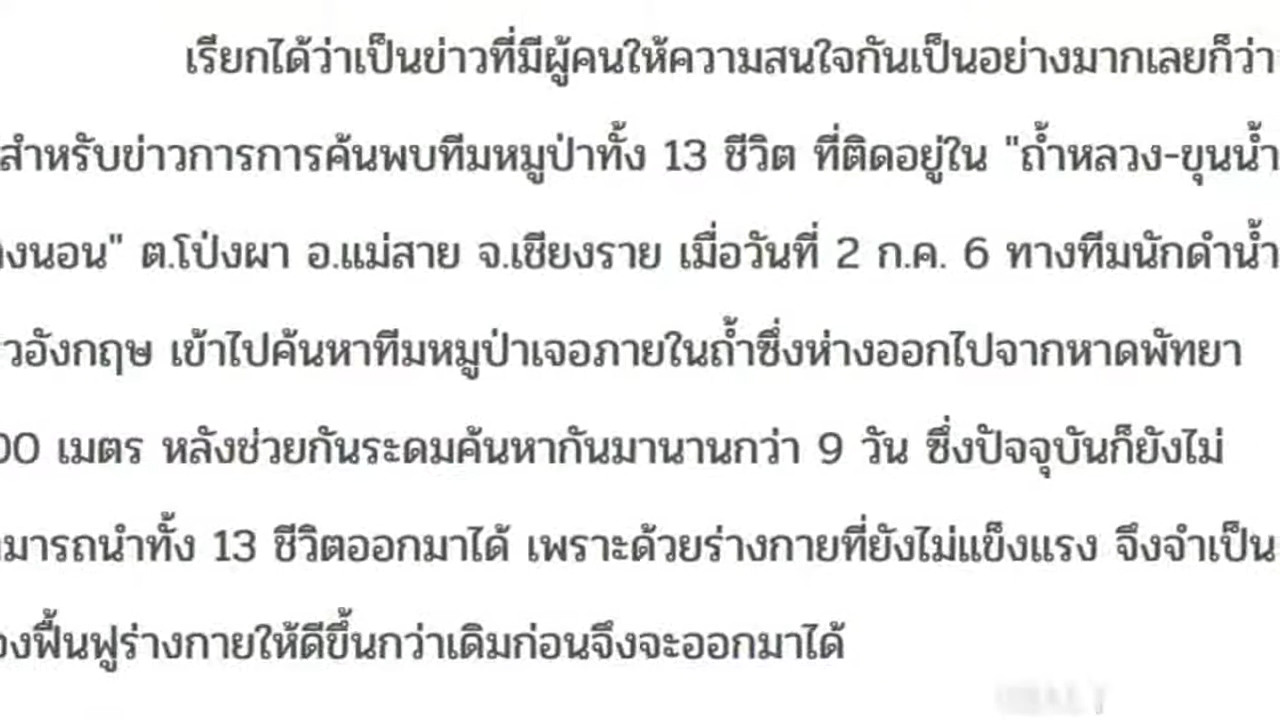 เรียกได้ว่าเป็นข่าวที่มีผู้คนให้ความสนใจกันเป็นอย่างมากเลยก็ว่า
สำหรับข่าวการการค้นพบทีมหมูป่าทั้ง 13 ชีวิต ที่ติดอยู่ใน "ถ้ำหลวง-ขุนน้ำ
งนอน" ต.โป่งผา อ.แม่สาย จ.เชียงราย เมื่อวันที่ 2 ก.ค. 6 ทางทีมนักดำน้ำ
วอังกฤษ เข้าไปค้นหาทีมหมูป่าเจอภายในถ้ำซึ่งห่างออกไปจากหาดพัทยา
00 เมตร หลังช่วยกันระดมค้นหากันมานานกว่า 9 วัน ซึ่งปัจจุบันก็ยังไม่
มารถนำทั้ง 13 ชีวิตออกมาได้ เพราะด้วยร่างกายที่ยังไม่แข็งแรง จึงจำเป็น
องฟื้นฟูร่างกายให้ดีขึ้นกว่าเดิมก่อนจึงจะออกมาได้